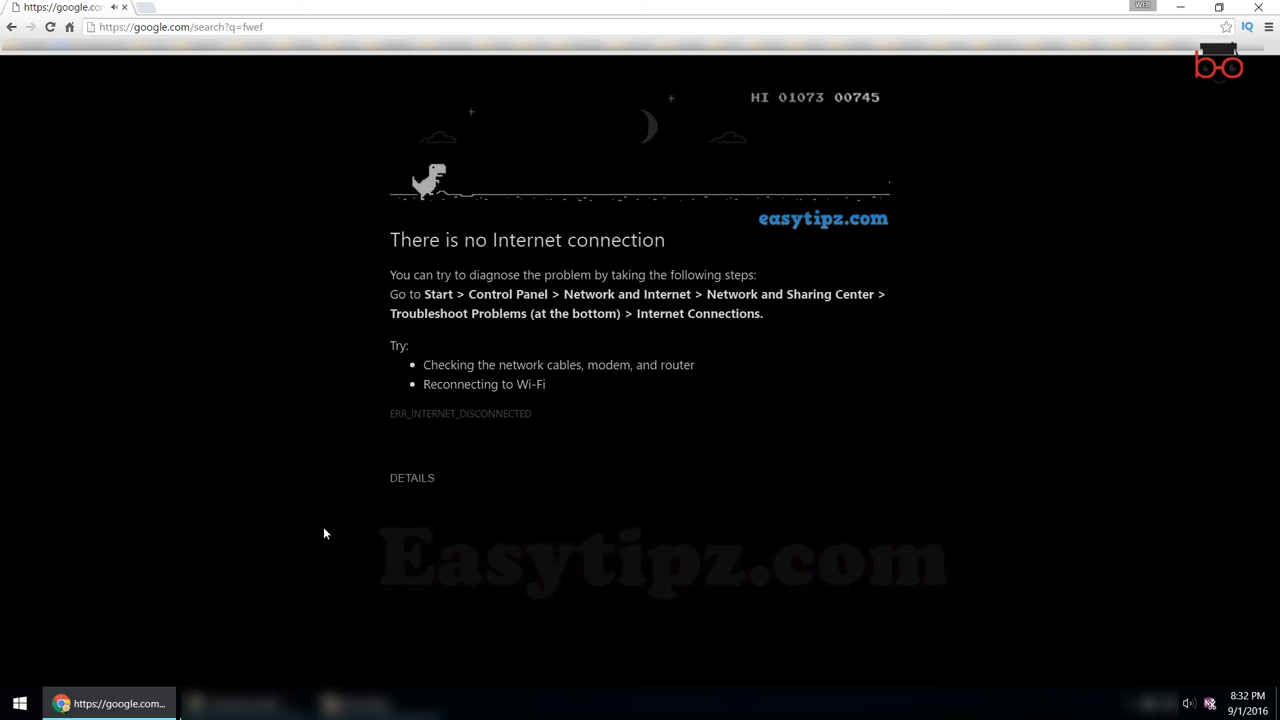 https://google.com
WEB
https://google.com/search?q=fwef
bo
HI 01073 00745
easytipz.com
There is no Internet connection
You can try to diagnose the problem by taking the following steps:
Go to Start > Control Panel > Network and Internet > Network and Sharing Center >
Troubleshoot Problems (at the bottom) > Internet Connections.
Try:
Checking the network cables, modem, and router
Reconnecting to Wi-Fi
ERR_INTERNET_DISCONNECTED
DETAILS
Easytipz.com
https://google.com...
8:32 PM
9/1/2016